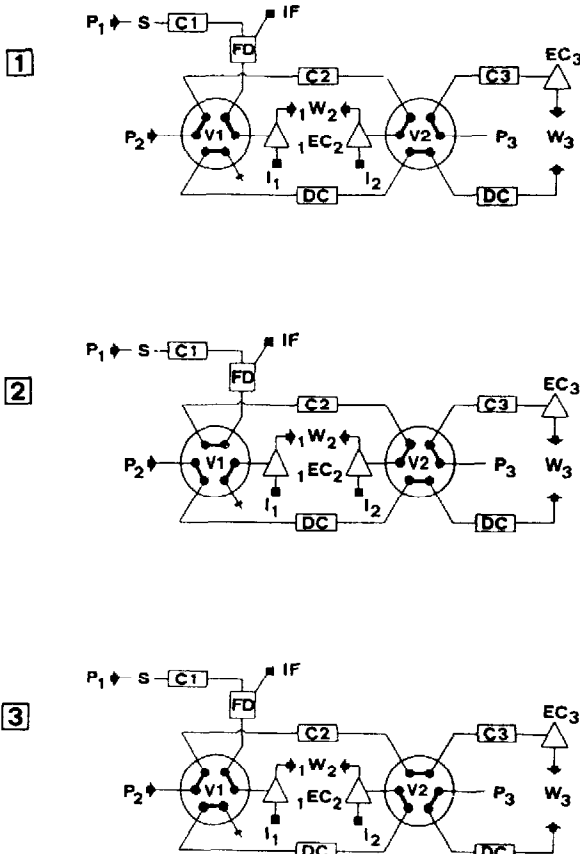 P1 S C1 IF
FD
1
EC3
C2 C3
P2 V1 1W2 1EC2 V2 P3 W3
I1 I2
DC DC
P1 S C1 IF
FD
2
EC3
C2 C3
P2 V1 1W2 1EC2 V2 P3 W3
I1 I2
DC DC
P1 S C1 IF
FD
3
EC3
C2 C3
P2 V1 1W2 1EC2 V2 P3 W3
I1 I2
DC DC